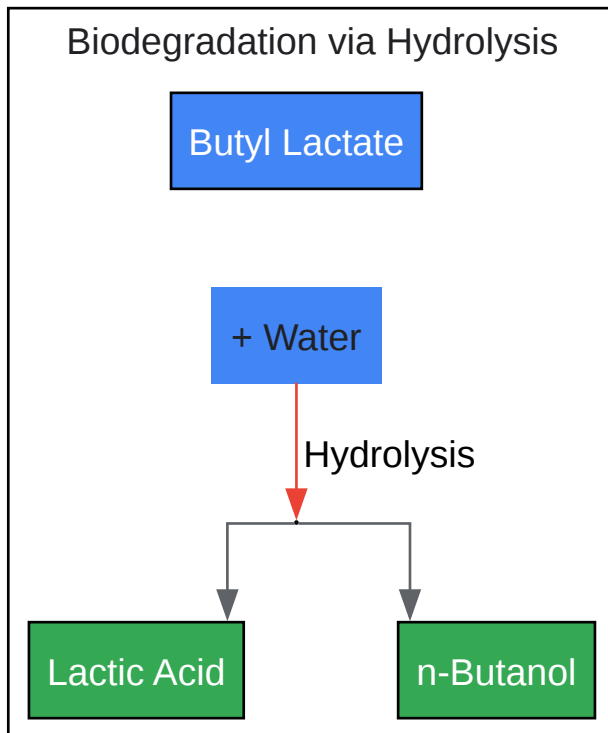 Biodegradation via Hydrolysis
Butyl Lactate
+ Water
Hydrolysis
Lactic Acid
n-Butanol